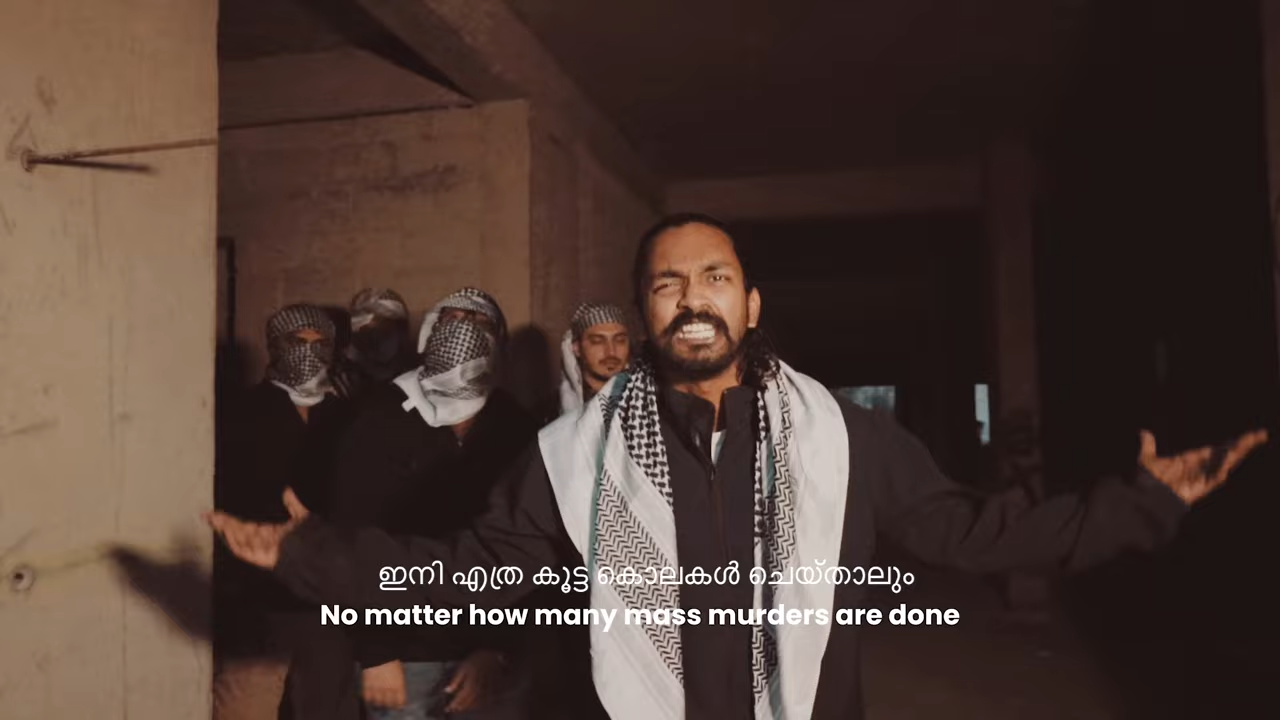 ഇനി എത്ര കൂട്ട കൊലകൾ ചെയ്താലും
No matter how many mass murders are done